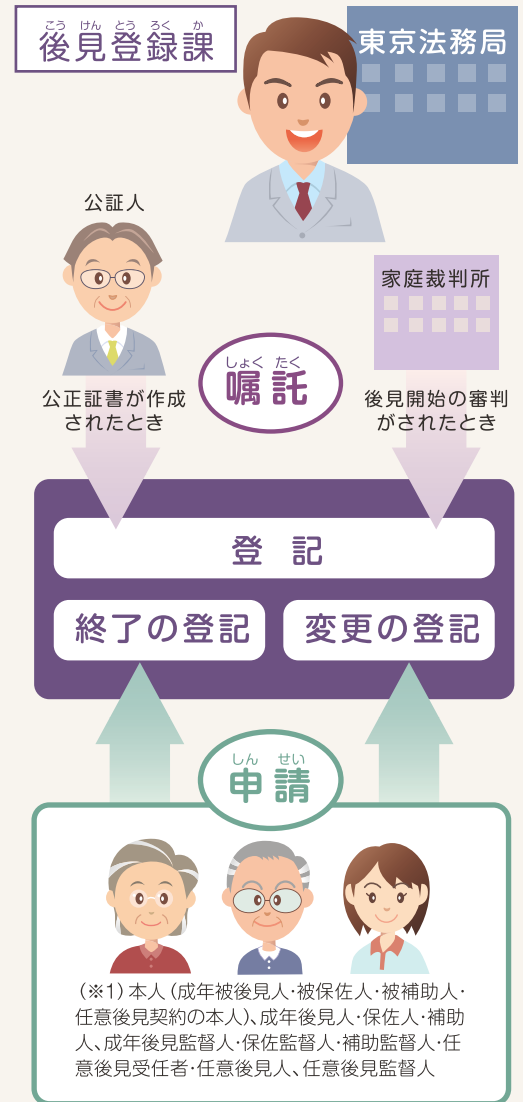 こう けん とう ろく か
後見登録課
東京法務局
公証人
家庭裁判所
しょく たく
嘱託
公正証書が作成
されたとき
後見開始の審判
がされたとき
登 記
終了の登記
変更の登記
しん せい
申請
(※1)本人(成年被後見人・被保佐人・被補助人・
任意後見契約の本人)、成年後見人・保佐人・補助
人、成年後見監督人・保佐監督人・補助監督人・任
意後見受任者・任意後見人、任意後見監督人